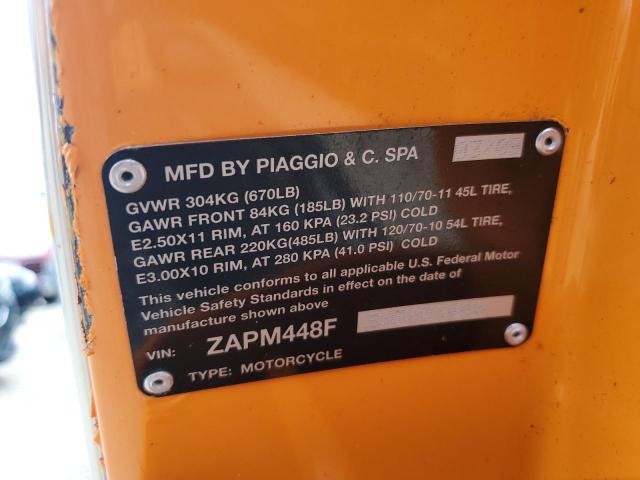 MFD BY PIAGGIO & C. SPA
GVWR 304KG (670LB)
GAWR FRONT 84KG (185LB) WITH 110/70-11 45L TIRE,
E2.50X11 RIM, AT 160 KPA (23.2 PSI) COLD
GAWR REAR 220KG(485LB) WITH 120/70-10 54L TIRE,
E3.00X10 RIM, AT 280 KPA (41.0 PSI) COLD
This vehicle conforms to all applicable U.S. Federal Motor
Vehicle Safety Standards in effect on the date of
manufacture shown above
VIN: ZAPM448F
TYPE: MOTORCYCLE